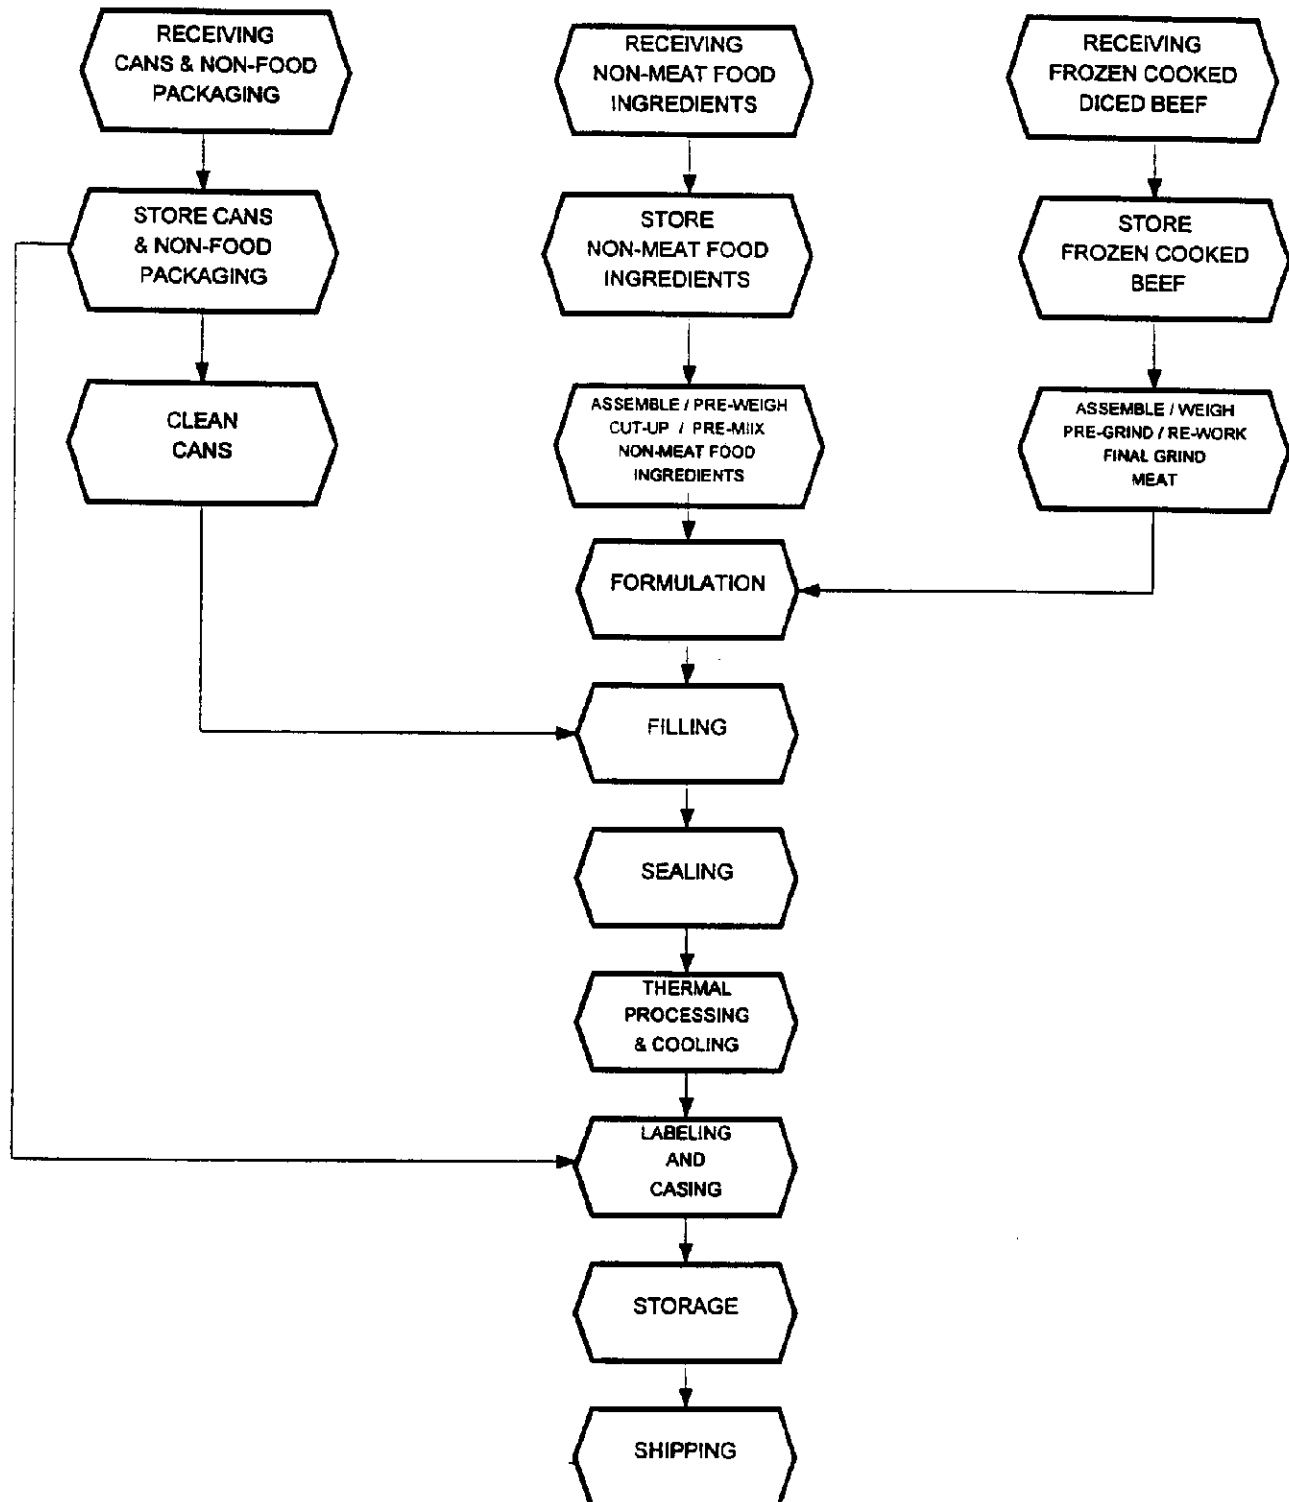 RECEIVING
CANS & NON-FOOD
PACKAGING
RECEIVING
NON-MEAT FOOD
INGREDIENTS
RECEIVING
FROZEN COOKED
DICED BEEF
STORE CANS
& NON-FOOD
PACKAGING
STORE
NON-MEAT FOOD
INGREDIENTS
STORE
FROZEN COOKED
BEEF
CLEAN
CANS
ASSEMBLE / PRE-WEIGH
CUT-UP / PRE-MIIX
NON-MEAT FOOD
INGREDIENTS
ASSEMBLE / WEIGH
PRE-GRIND / RE-WORK
FINAL GRIND
MEAT
FORMULATION
FILLING
SEALING
THERMAL
PROCESSING
& COOLING
LABELING
AND
CASING
STORAGE
SHIPPING